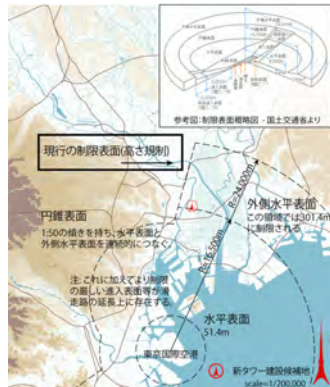 参考図：制限表面概略図 - 国土交通省より
現行の制限表面(高さ規制)
円錐表面
1:50の傾きを持ち、水平表面と
外側水平表面を連続的につなぐ。
外側水平表面
この領域では301.4m
に制限される
R=24,000m
R=16,500m
注：これに加えてより制限
の厳しい進入表面等が滑
走路の延長上に存在する。
水平表面
51.4m
東京国際空港
新タワー建設候補地
scale=1/200,000